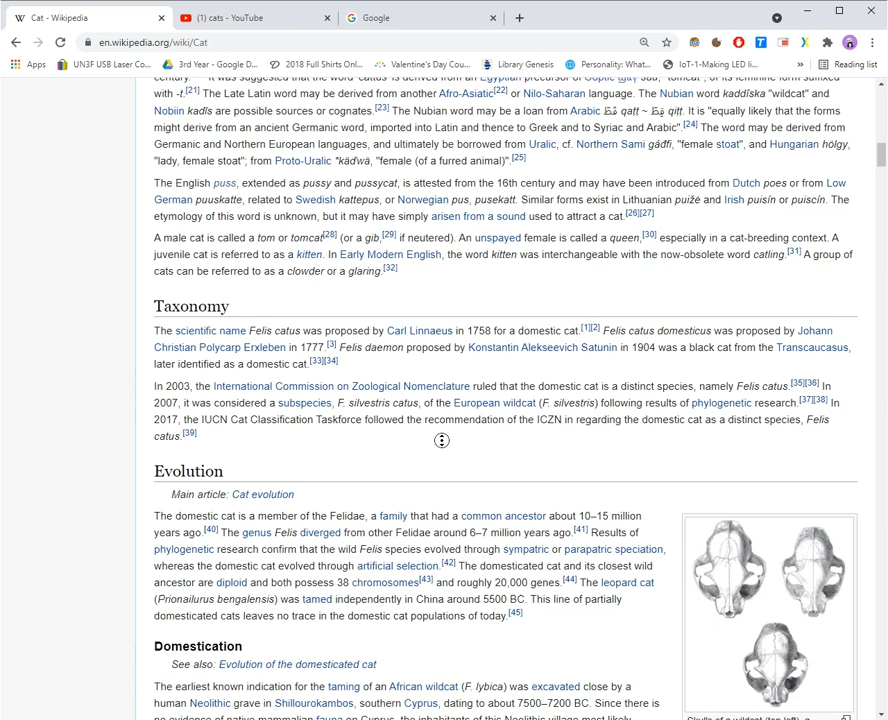 Cat - Wikipedia
(1) cats - YouTube
Google
en.wikipedia.org/wiki/Cat
Apps
UN3F USB Laser Co...
3rd Year - Google D...
2018 Full Shirts Onl...
Valentine's Day Cou...
Library Genesis
Personality: What...
IoT-1-Making LED T...
Reading list
with -t.[21] The Late Latin word may be derived from another Afro-Asiatic[22] or Nilo-Saharan language. The Nubian word kaddîska "wildcat" and
Nobiin kadīs are possible sources or cognates.[23] The Nubian word may be a loan from Arabic قَطّ qaṭṭ ~ قِطّ qiṭṭ. It is "equally likely that the forms
might derive from an ancient Germanic word, imported into Latin and thence to Greek and to Syriac and Arabic".[24] The word may be derived from
Germanic and Northern European languages, and ultimately be borrowed from Uralic, cf. Northern Sami gáđfi, "female stoat", and Hungarian hölgy,
"lady, female stoat"; from Proto-Uralic *käďwä, "female (of a furred animal)".[25]
The English puss, extended as pussy and pussycat, is attested from the 16th century and may have been introduced from Dutch poes or from Low
German puuskatte, related to Swedish kattepus, or Norwegian pus, pusekatt. Similar forms exist in Lithuanian puižė and Irish puisín or puiscín. The
etymology of this word is unknown, but it may have simply arisen from a sound used to attract a cat.[26][27]
A male cat is called a tom or tomcat[28] (or a gib,[29] if neutered). An unspayed female is called a queen,[30] especially in a cat-breeding context. A
juvenile cat is referred to as a kitten. In Early Modern English, the word kitten was interchangeable with the now-obsolete word catling.[31] A group of
cats can be referred to as a clowder or a glaring.[32]
Taxonomy
The scientific name Felis catus was proposed by Carl Linnaeus in 1758 for a domestic cat.[1][2] Felis catus domesticus was proposed by Johann
Christian Polycarp Erxleben in 1777.[3] Felis daemon proposed by Konstantin Alekseevich Satunin in 1904 was a black cat from the Transcaucasus,
later identified as a domestic cat.[33][34]
In 2003, the International Commission on Zoological Nomenclature ruled that the domestic cat is a distinct species, namely Felis catus.[35][36] In
2007, it was considered a subspecies, F. silvestris catus, of the European wildcat (F. silvestris) following results of phylogenetic research.[37][38] In
2017, the IUCN Cat Classification Taskforce followed the recommendation of the ICZN in regarding the domestic cat as a distinct species, Felis
catus.[39]
Evolution
Main article: Cat evolution
The domestic cat is a member of the Felidae, a family that had a common ancestor about 10–15 million
years ago.[40] The genus Felis diverged from other Felidae around 6–7 million years ago.[41] Results of
phylogenetic research confirm that the wild Felis species evolved through sympatric or parapatric speciation,
whereas the domestic cat evolved through artificial selection.[42] The domesticated cat and its closest wild
ancestor are diploid and both possess 38 chromosomes[43] and roughly 20,000 genes.[44] The leopard cat
(Prionailurus bengalensis) was tamed independently in China around 5500 BC. This line of partially
domesticated cats leaves no trace in the domestic cat populations of today.[45]
Domestication
See also: Evolution of the domesticated cat
The earliest known indication for the taming of an African wildcat (F. lybica) was excavated close by a
human Neolithic grave in Shillourokambos, southern Cyprus, dating to about 7500–7200 BC. Since there is